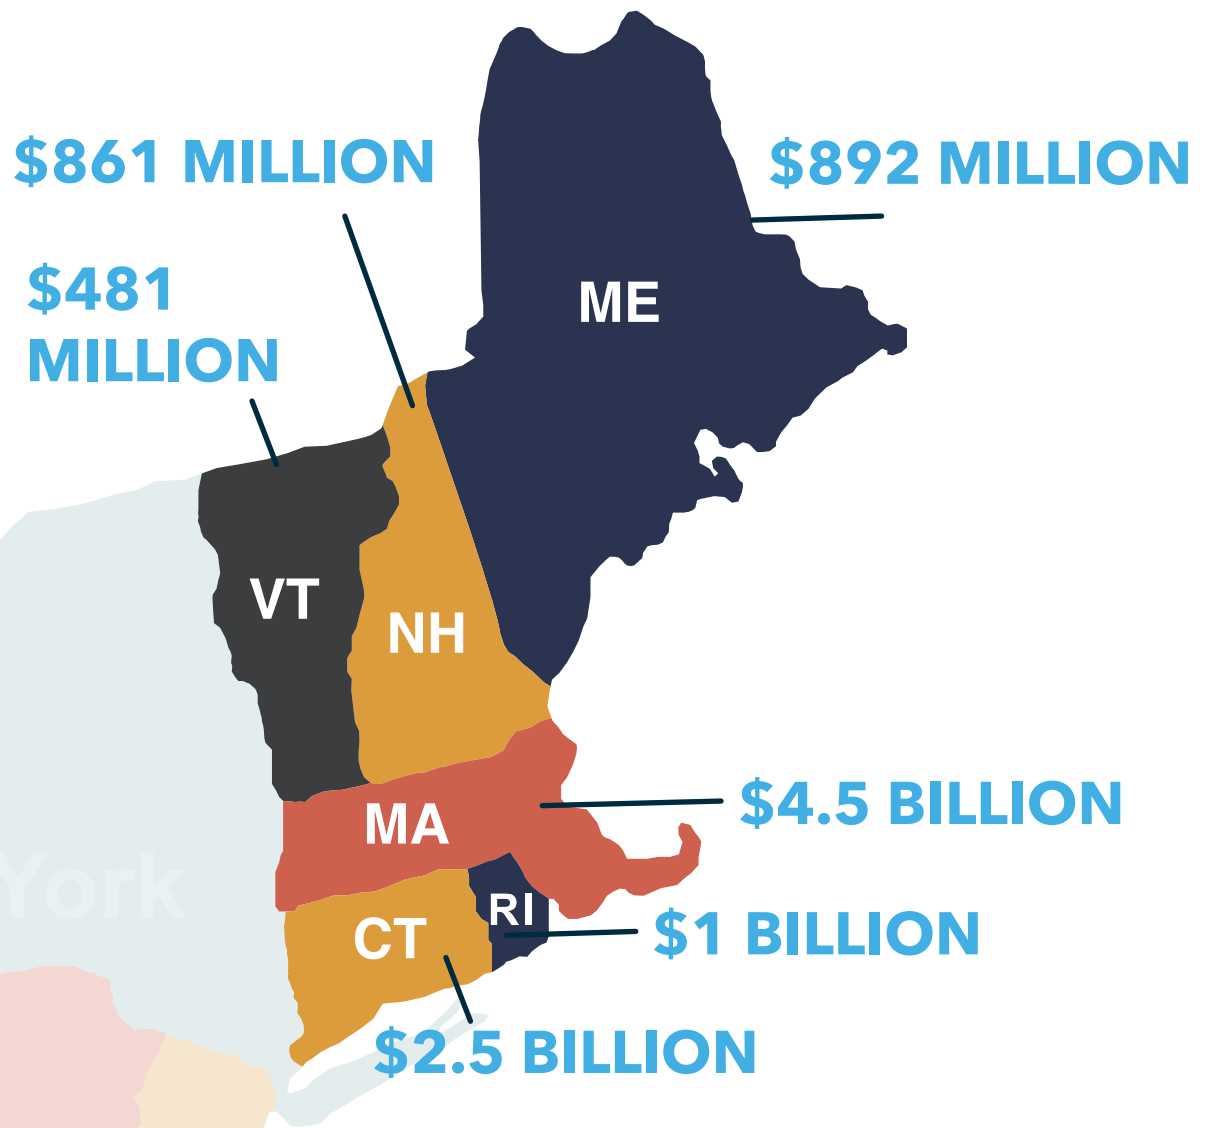 $861 MILLION
$892 MILLION
$481
MILLION
ME
VT
NH
$4.5 BILLION
MA
York
RI
$1 BILLION
CT
$2.5 BILLION